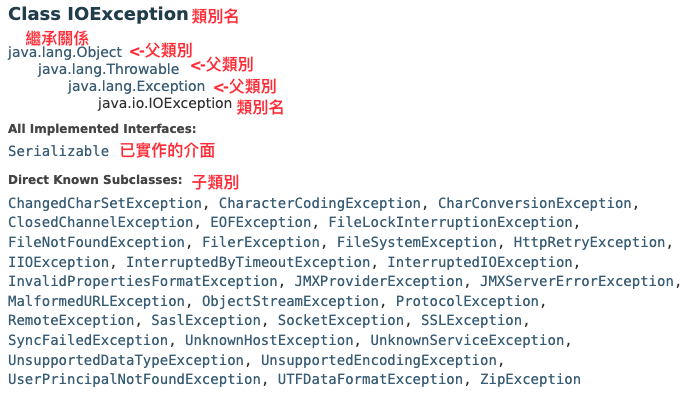 Class IOException 類別名
繼承關係
java.lang.Object <-父類別
java.lang.Throwable <-父類別
java.lang.Exception <-父類別
java.io.IOException 類別名
All Implemented Interfaces:
Serializable 已實作的介面
Direct Known Subclasses: 子類別
ChangedCharSetException, CharacterCodingException, CharConversionException,
ClosedChannelException, EOFException, FileLockInterruptionException,
FileNotFoundException, FilerException, FileSystemException, HttpRetryException,
IIOException, InterruptedByTimeoutException, InterruptedIOException,
InvalidPropertiesFormatException, JMXProviderException, JMXServerErrorException,
MalformedURLException, ObjectStreamException, ProtocolException,
RemoteException, SaslException, SocketException, SSLException,
SyncFailedException, UnknownHostException, UnknownServiceException,
UnsupportedDataTypeException, UnsupportedEncodingException,
UserPrincipalNotFoundException, UTFDataFormatException, ZipException